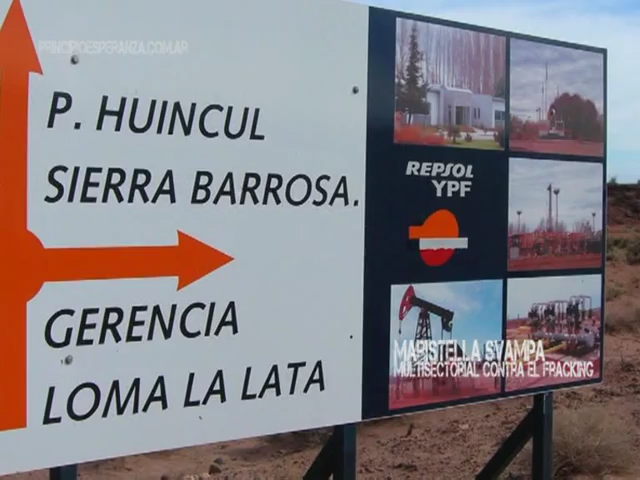 PRINCIPIOESPERANZA.COM.AR
P. HUINCUL
SIERRA BARROSA.
GERENCIA
LOMA LA LATA
REPSOL
YPF
MARISTELLA SVAMPA
MULTISECTORIAL CONTRA EL FRACKING